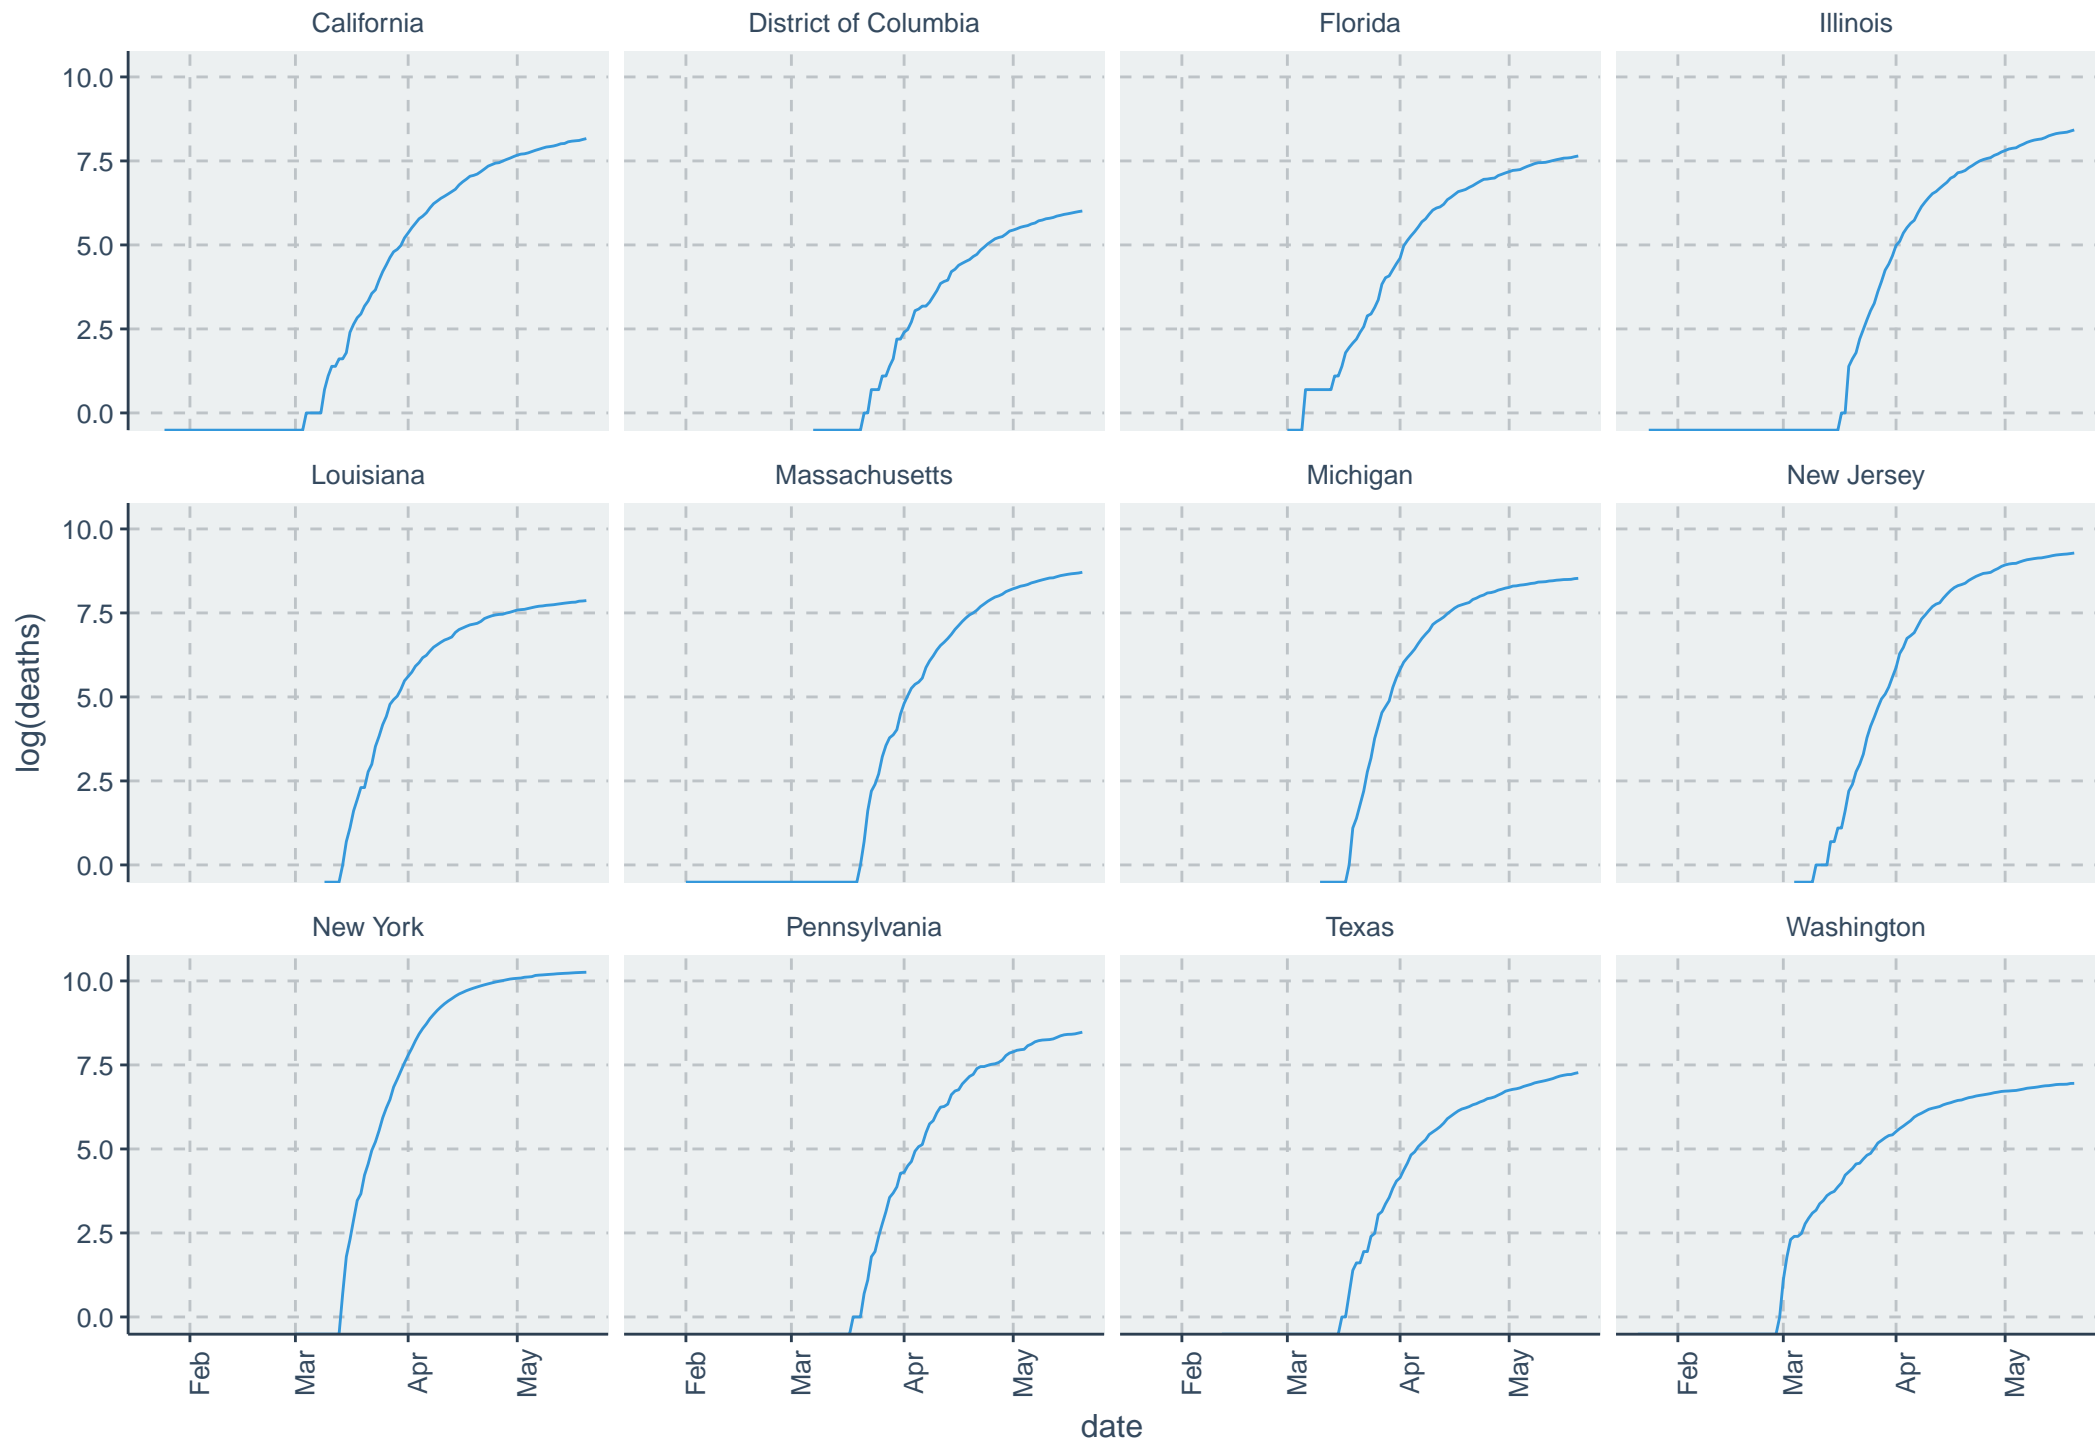 California
District of Columbia
Florida
Illinois
10.0
7.5
5.0
2.5
0.0
Louisiana
Massachusetts
Michigan
New Jersey
10.0
7.5
5.0
2.5
0.0
log(deaths)
New York
Pennsylvania
Texas
Washington
10.0
7.5
5.0
2.5
0.0
Feb
Mar
Apr
May
Feb
Mar
Apr
May
Feb
Mar
Apr
May
Feb
Mar
Apr
May
date